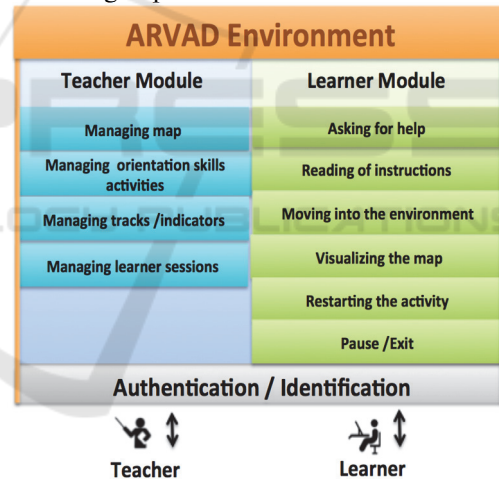 ARVAD Environment
Teacher Module
Managing map
Managing orientation skills
activities
Managing tracks /indicators
Managing learner sessions
Learner Module
Asking for help
Reading of instructions
Moving into the environment
Visualizing the map
Restarting the activity
Pause /Exit
Authentication / Identification
Teacher
Learner